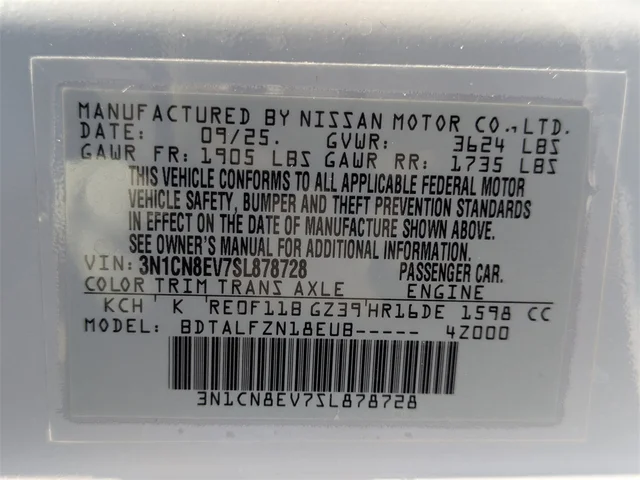 MANUFACTURED BY NISSAN MOTOR CO., LTD.
DATE: 09/25. GVWR: 3624 LBS
GAWR FR: 1905 LBS GAWR RR: 1735 LBS
THIS VEHICLE CONFORMS TO ALL APPLICABLE FEDERAL MOTOR
VEHICLE SAFETY, BUMPER AND THEFT PREVENTION STANDARDS
IN EFFECT ON THE DATE OF MANUFACTURE SHOWN ABOVE.
SEE OWNER'S MANUAL FOR ADDITIONAL INFORMATION.
VIN: 3N1CN8EV7SL878728 PASSENGER CAR.
COLOR TRIM TRANS AXLE ENGINE
KCH K RE0F11B GZ39 HR16DE 1598 CC
MODEL: BDTALFZN18EUB----- 4Z000
3N1CN8EV7SL878728